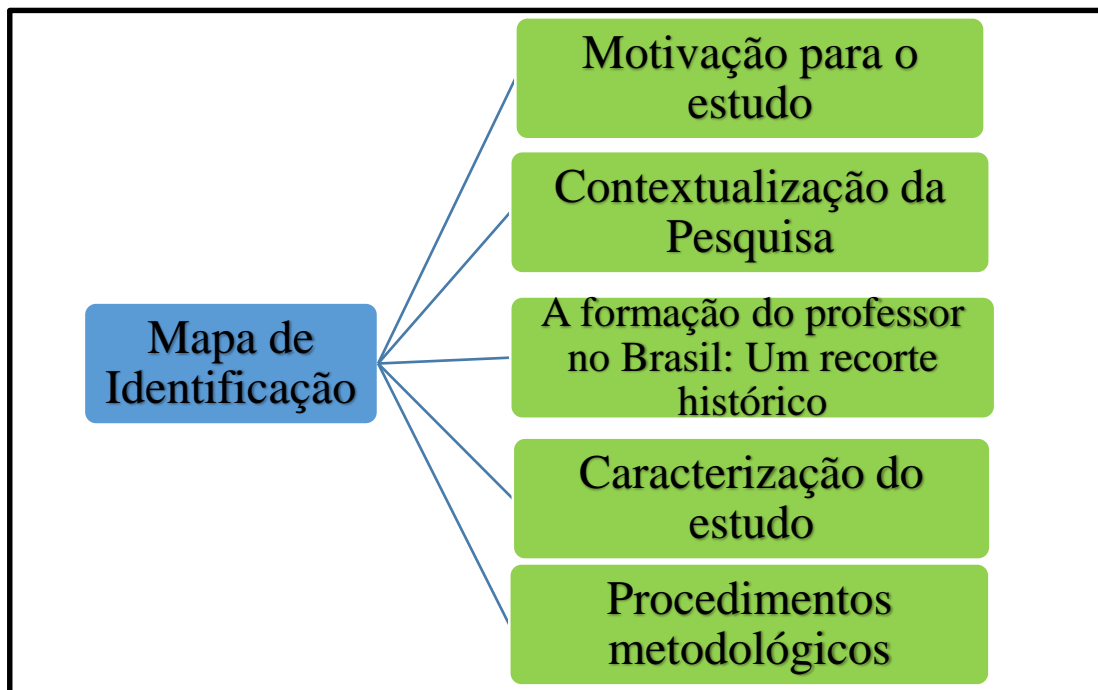 Motivação para o
estudo
Contextualização da
Pesquisa
Mapa de
Identificação
A formação do professor
no Brasil: Um recorte
histórico
Caracterização do
estudo
Procedimentos
metodológicos